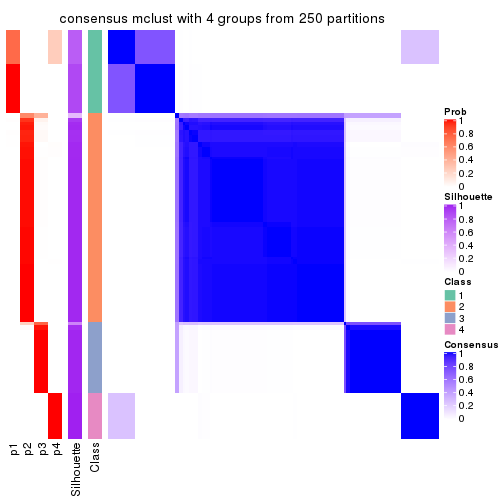 consensus mclust with 4 groups from 250 partitions
Prob
1
0.8
0.6
0.4
0.2
0
Silhouette
1
0.8
0.6
0.4
0.2
0
Class
1
2
3
4
Consensus
1
0.8
0.6
0.4
0.2
0
p1
p2
p3
p4
Silhouette
Class